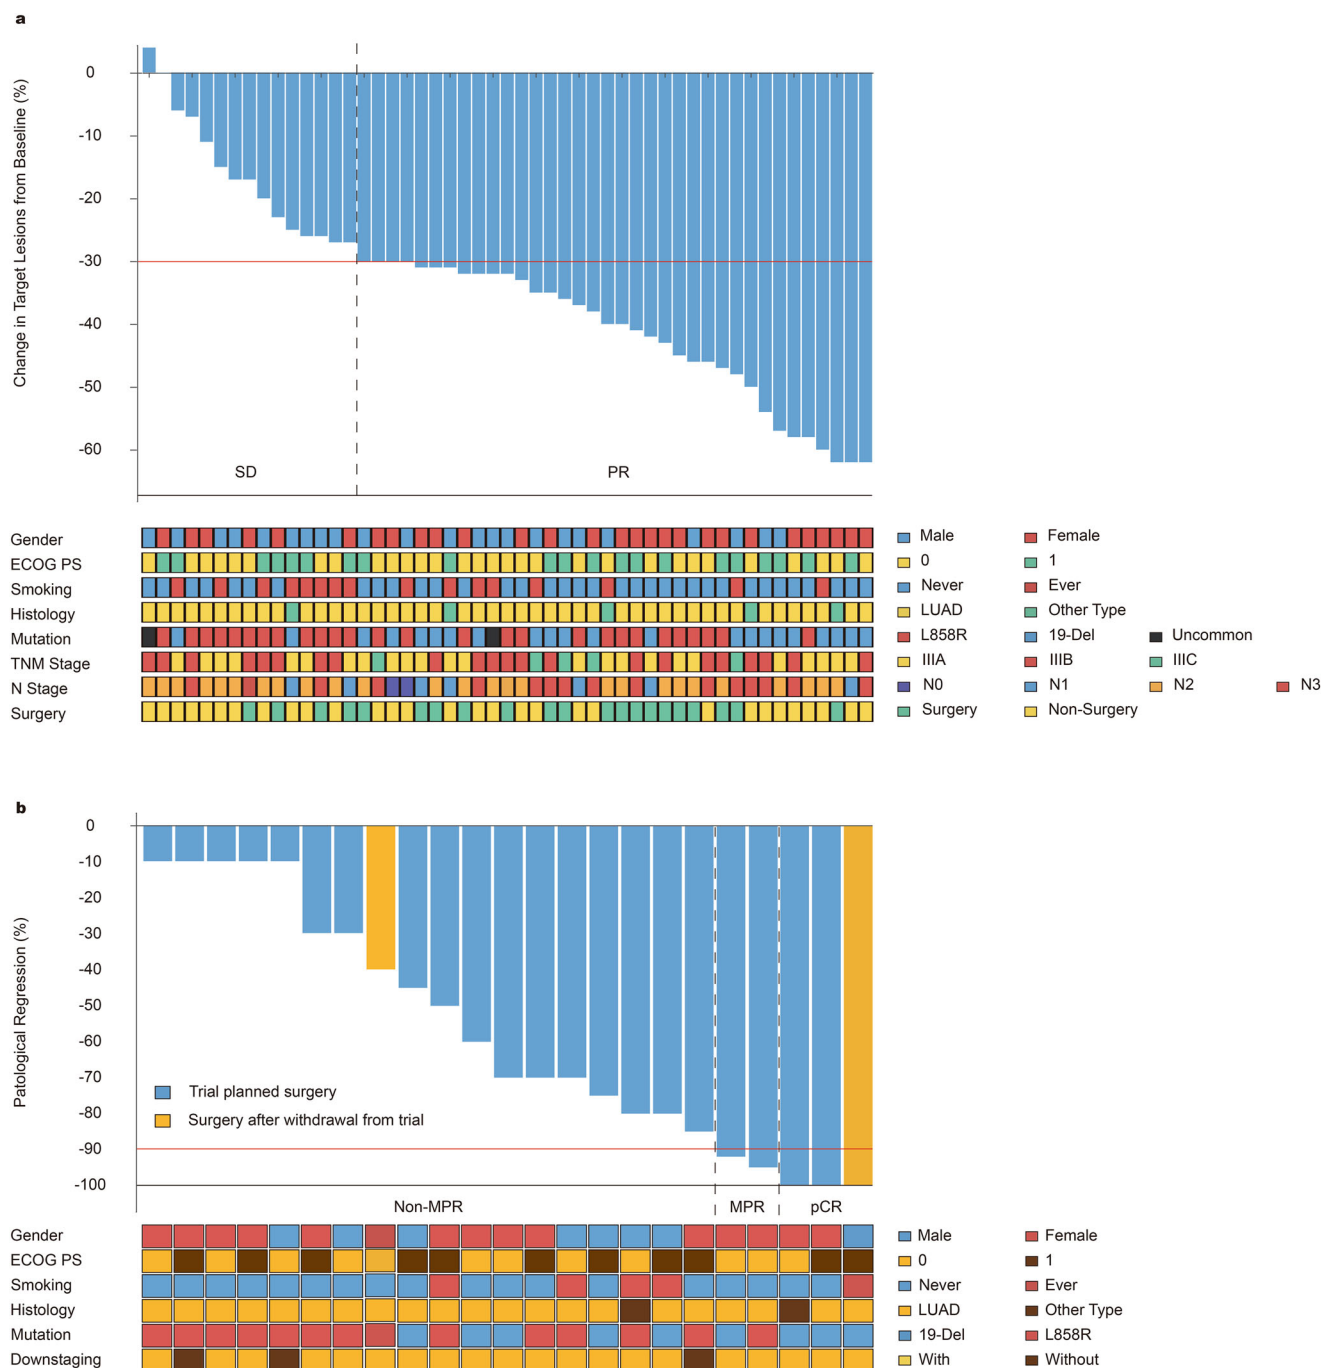 a
Change in Target Lesions from Baseline (%)
0
-10
-20
-30
-40
-50
-60
SD PR
Gender Male Female
ECOG PS 0 1
Smoking Never Ever
Histology LUAD Other Type
Mutation L858R 19-Del Uncommon
TNM Stage IIIA IIIB IIIC
N Stage N0 N1 N2 N3
Surgery Surgery Non-Surgery
b
Patological Regression (%)
0
-10
-20
-30
-40
-50
-60
-70
-80
-90
-100
Trial planned surgery
Surgery after withdrawal from trial
Non-MPR MPR pCR
Gender Male Female
ECOG PS 0 1
Smoking Never Ever
Histology LUAD Other Type
Mutation 19-Del L858R
Downstaging With Without